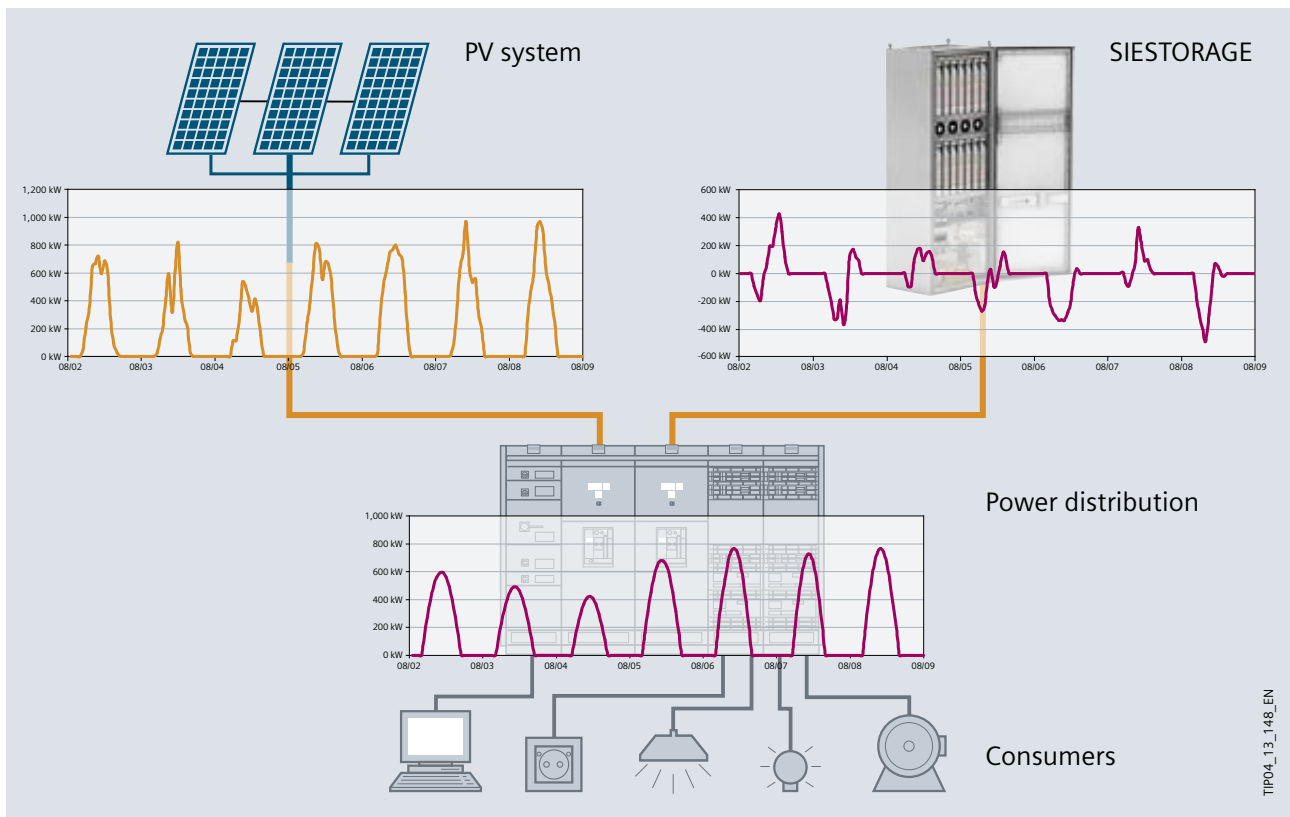 PV system
SIESTORAGE
1,200 kW
1,000 kW
800 kW
600 kW
400 kW
200 kW
0 kW
08/02
08/03
08/04
08/05
08/06
08/07
08/08
08/09
600 kW
400 kW
200 kW
0 kW
-200 kW
-400 kW
-600 kW
08/02
08/03
08/04
08/05
08/06
08/07
08/08
08/09
Power distribution
1,000 kW
800 kW
600 kW
400 kW
200 kW
0 kW
08/02
08/03
08/04
08/05
08/06
08/07
08/08
08/09
Consumers
TIP04_13_148_EN